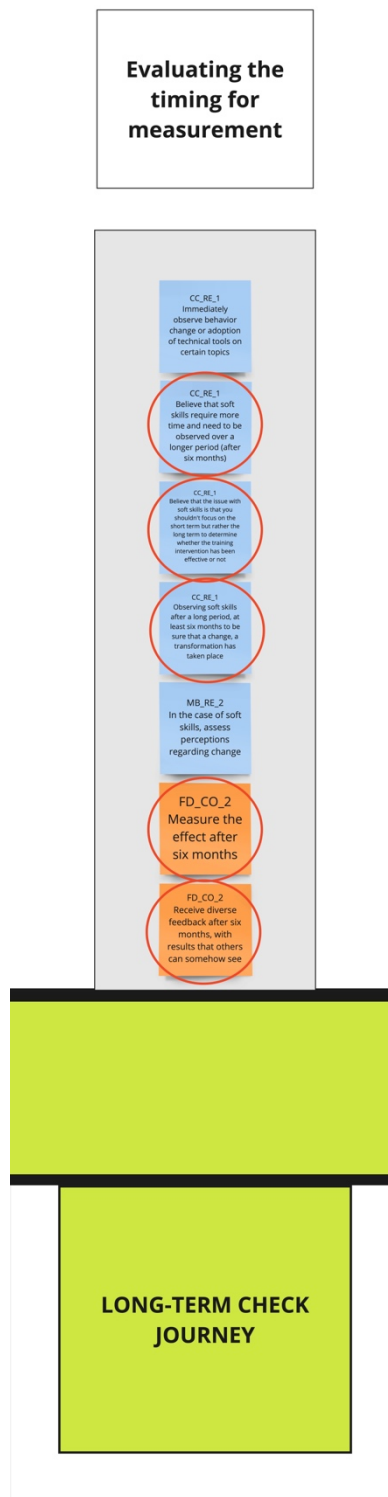 Evaluating the
timing for
measurement
CC_RE_1
Immediately
observe behavior
change or adoption
of technical tools on
certain topics
CC_RE_1
Believe that soft
skills require more
time and need to be
observed over a
longer period (after
six months)
CC_RE_1
Believe that the issue with
soft skills is that you
shouldn't focus on the
short term but rather the
long term to determine
whether the training
intervention has been
effective or not
CC_RE_1
Observing soft skills
after a long period, at
least six months to be
sure that a change, a
transformation has
taken place
MB_RE_2
In the case of soft
skills, assess
perceptions
regarding change
FD_CO_2
Measure the
effect after
six months
FD_CO_2
Receive diverse
feedback after six
months, with
results that others
can somehow see
LONG-TERM CHECK
JOURNEY